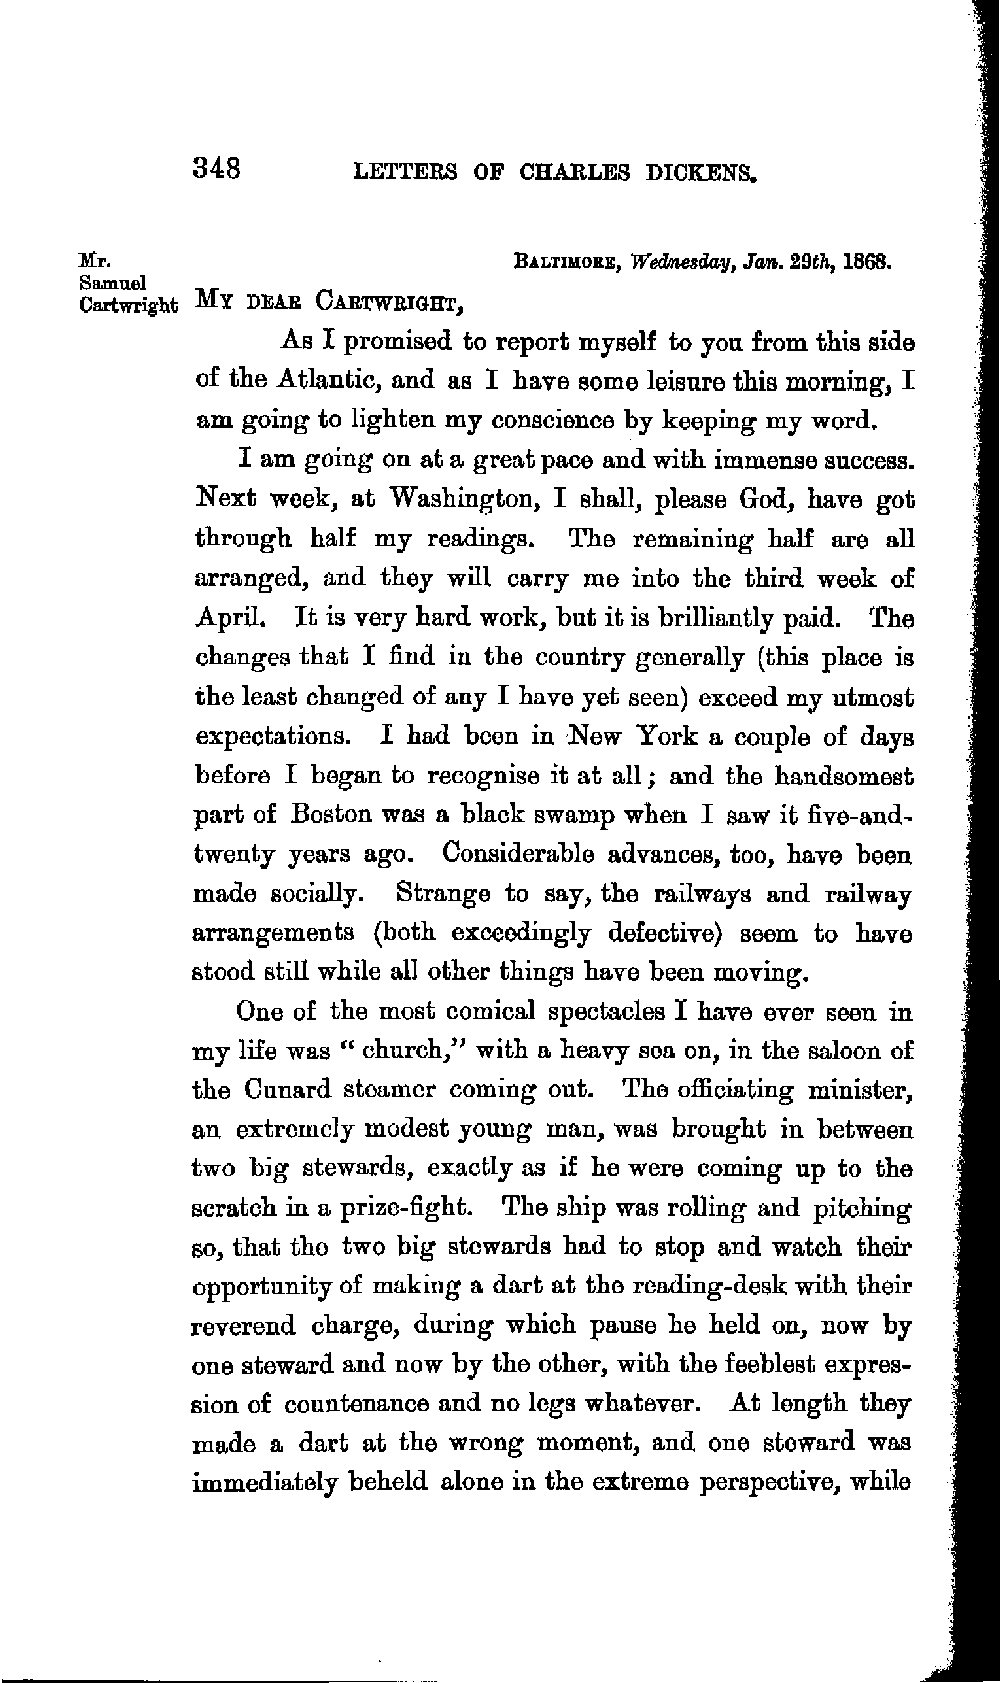 348 LETTERS OF CHARLES DICKENS.
Mr.
Samuel
Cartwright
BALTIMORE, Wednesday, Jan. 29th, 1868.
MY DEAR CARTWRIGHT,
As I promised to report myself to you from this side
of the Atlantic, and as I have some leisure this morning, I
am going to lighten my conscience by keeping my word.
I am going on at a great pace and with immense success.
Next week, at Washington, I shall, please God, have got
through half my readings. The remaining half are all
arranged, and they will carry me into the third week of
April. It is very hard work, but it is brilliantly paid. The
changes that I find in the country generally (this place is
the least changed of any I have yet seen) exceed my utmost
expectations. I had been in New York a couple of days
before I began to recognise it at all; and the handsomest
part of Boston was a black swamp when I saw it five-and-
twenty years ago. Considerable advances, too, have been
made socially. Strange to say, the railways and railway
arrangements (both exceedingly defective) seem to have
stood still while all other things have been moving.
One of the most comical spectacles I have ever seen in
my life was "church," with a heavy sea on, in the saloon of
the Cunard steamer coming out. The officiating minister,
an extremely modest young man, was brought in between
two big stewards, exactly as if he were coming up to the
scratch in a prize-fight. The ship was rolling and pitching
so, that the two big stewards had to stop and watch their
opportunity of making a dart at the reading-desk with their
reverend charge, during which pause he held on, now by
one steward and now by the other, with the feeblest expres-
sion of countenance and no legs whatever. At length they
made a dart at the wrong moment, and one steward was
immediately beheld alone in the extreme perspective, while